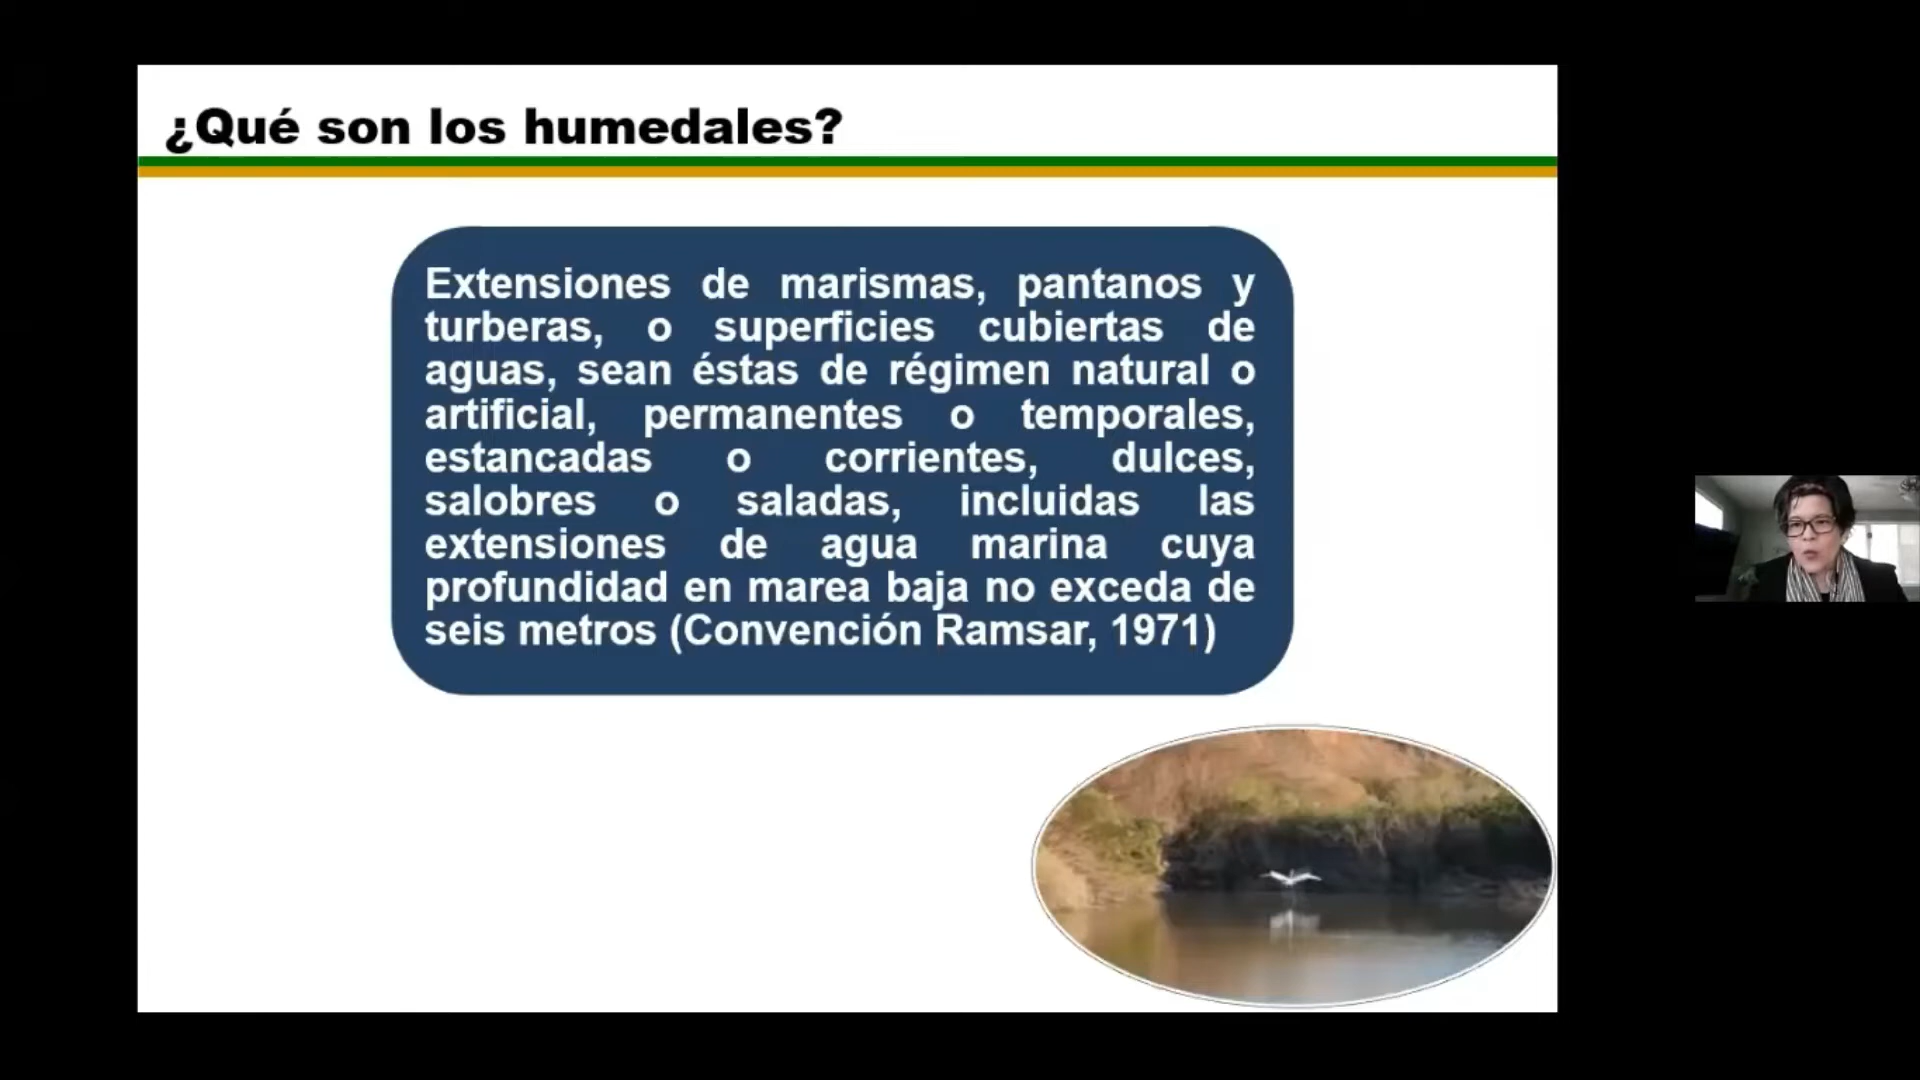 ¿Qué son los humedales?
Extensiones de marismas, pantanos y
turberas, o superficies cubiertas de
aguas, sean éstas de régimen natural o
artificial, permanentes o temporales,
estancadas o corrientes, dulces,
salobres o saladas, incluidas las
extensiones de agua marina cuya
profundidad en marea baja no exceda de
seis metros (Convención Ramsar, 1971)